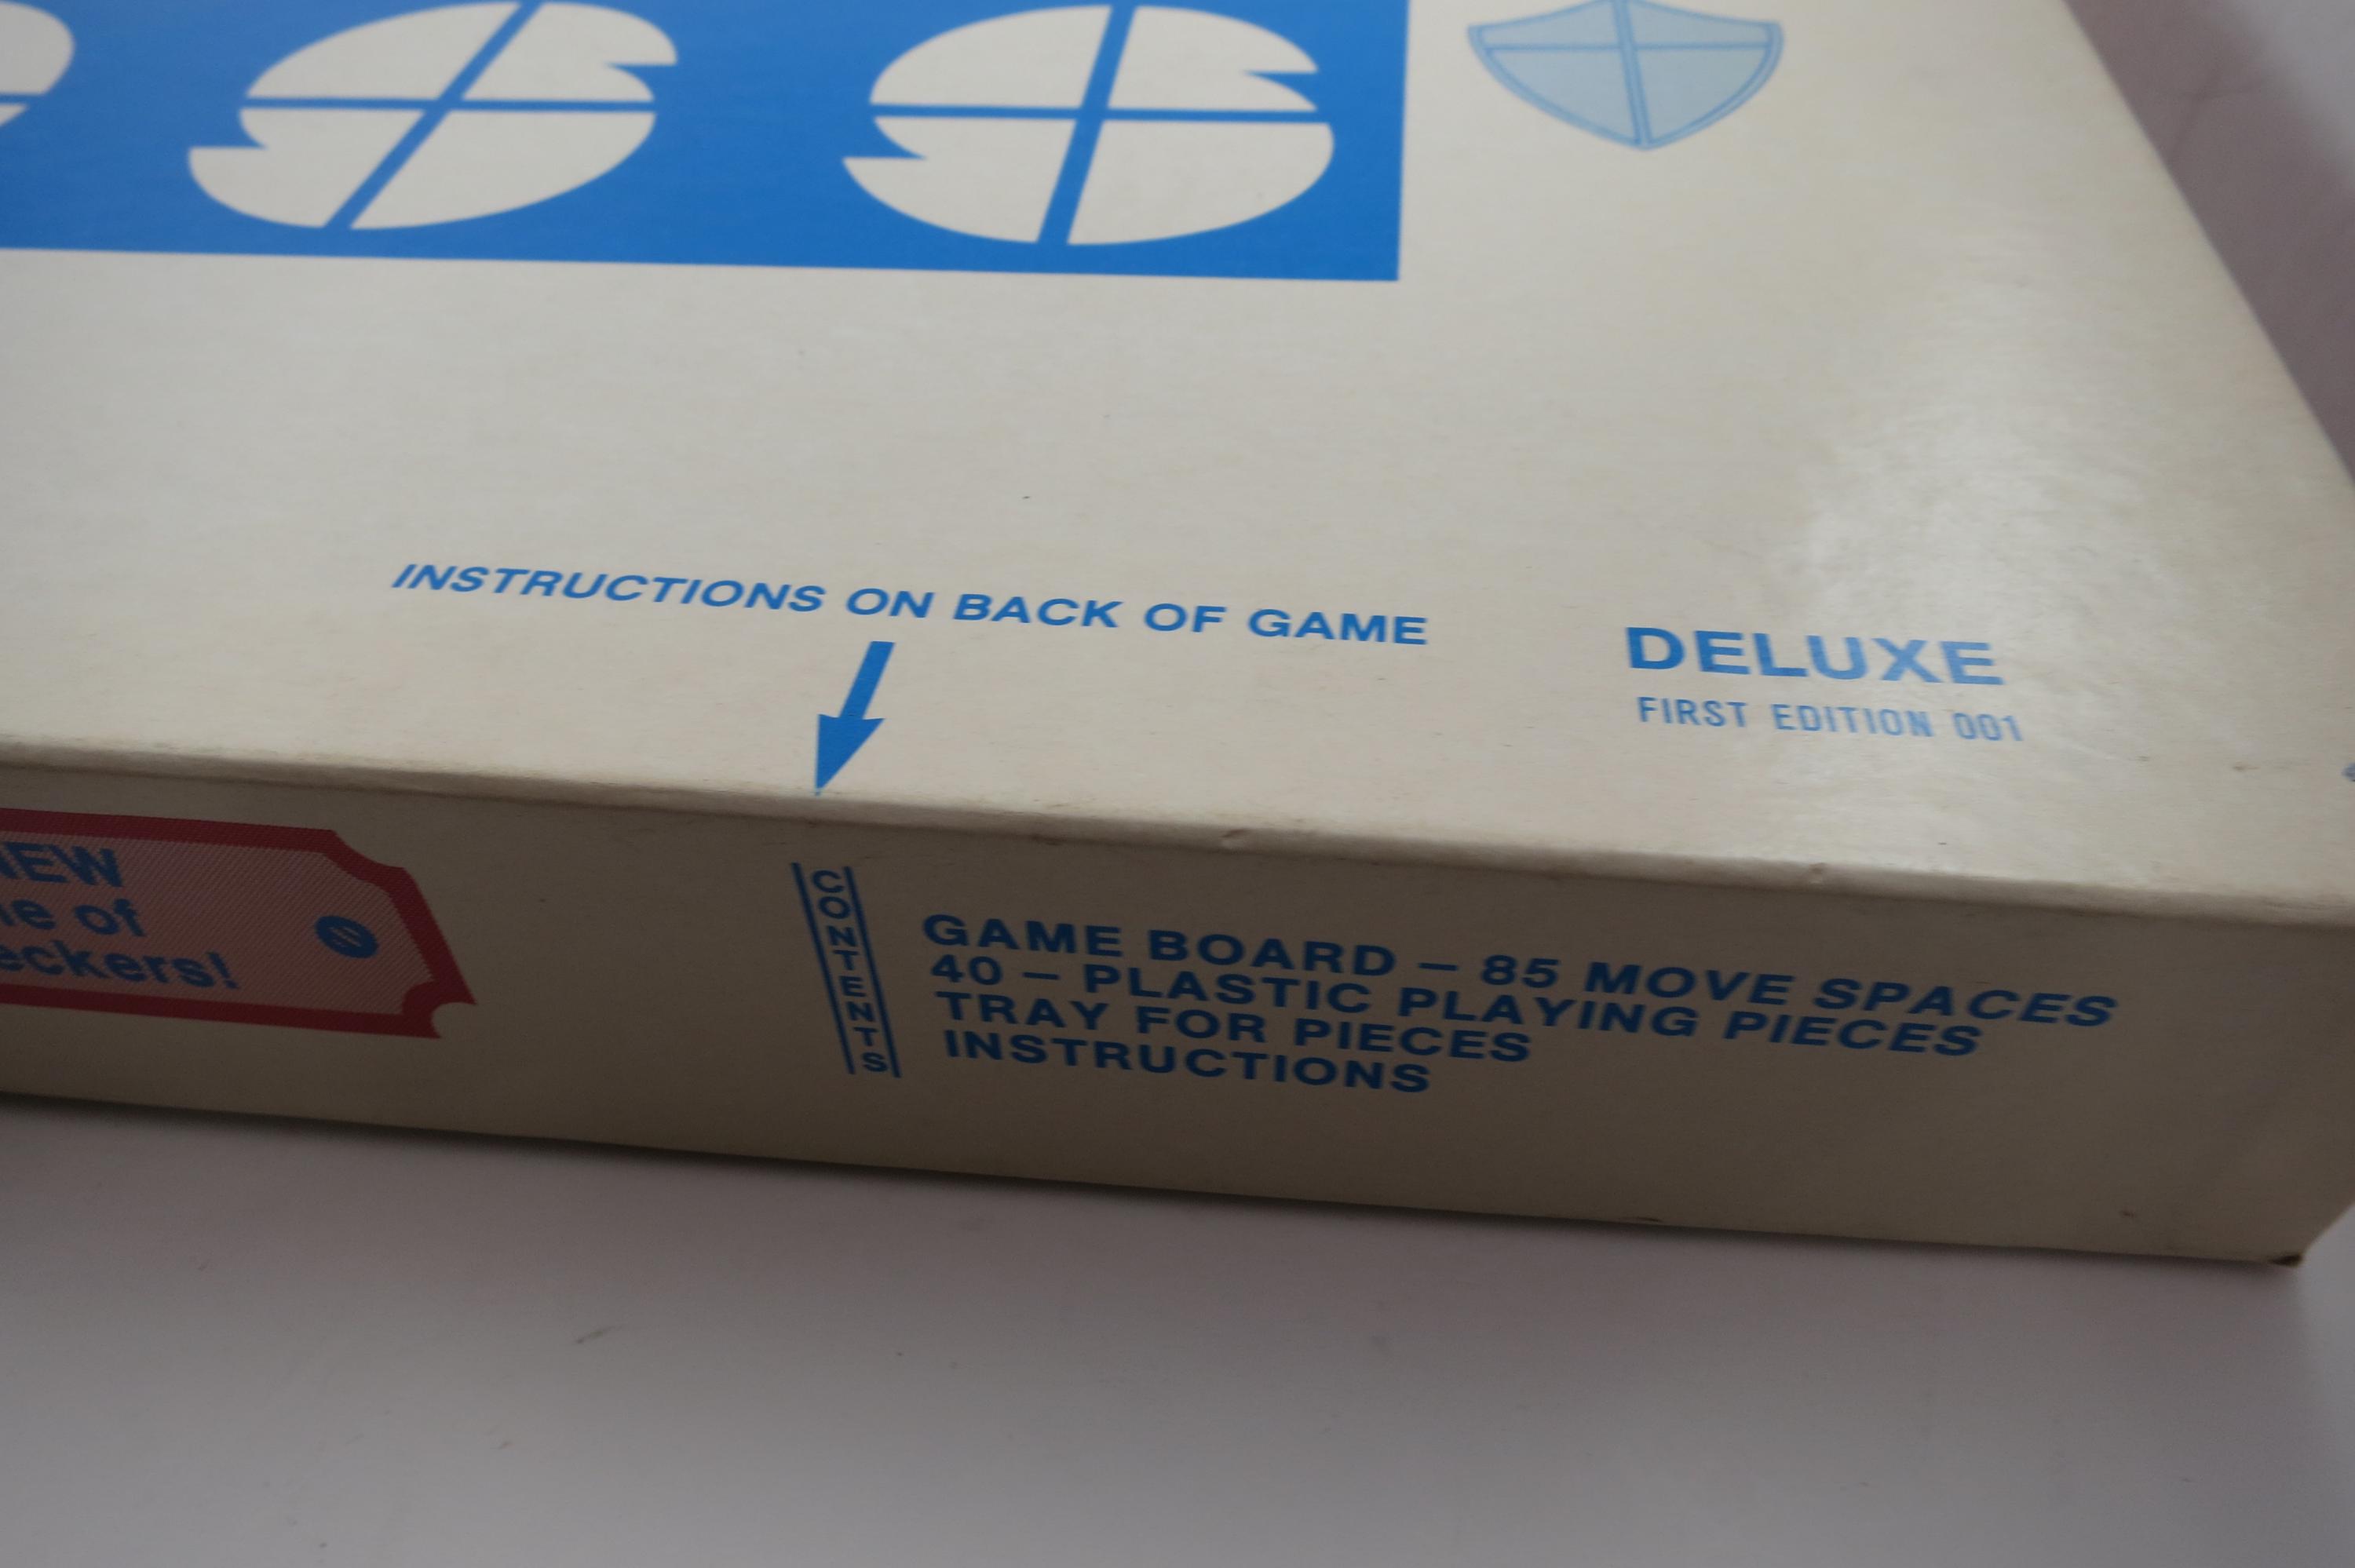 INSTRUCTIONS ON BACK OF GAME
DELUXE
FIRST EDITION 001
NEW
of
CONTENTS
GAME BOARD – 85 MOVE SPACES
40 – PLASTIC PLAYING PIECES
TRAY FOR PIECES
INSTRUCTIONS